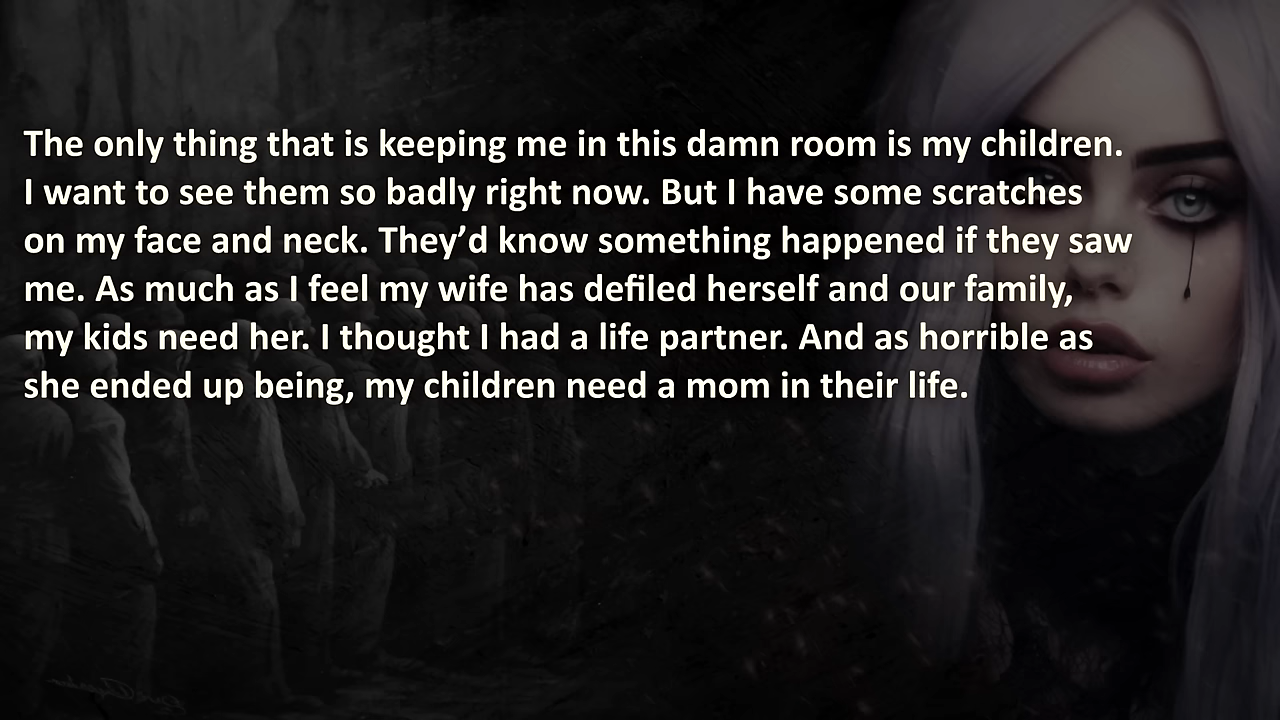 The only thing that is keeping me in this damn room is my children.
I want to see them so badly right now. But I have some scratches
on my face and neck. They’d know something happened if they saw
me. As much as I feel my wife has defiled herself and our family,
my kids need her. I thought I had a life partner. And as horrible as
she ended up being, my children need a mom in their life.